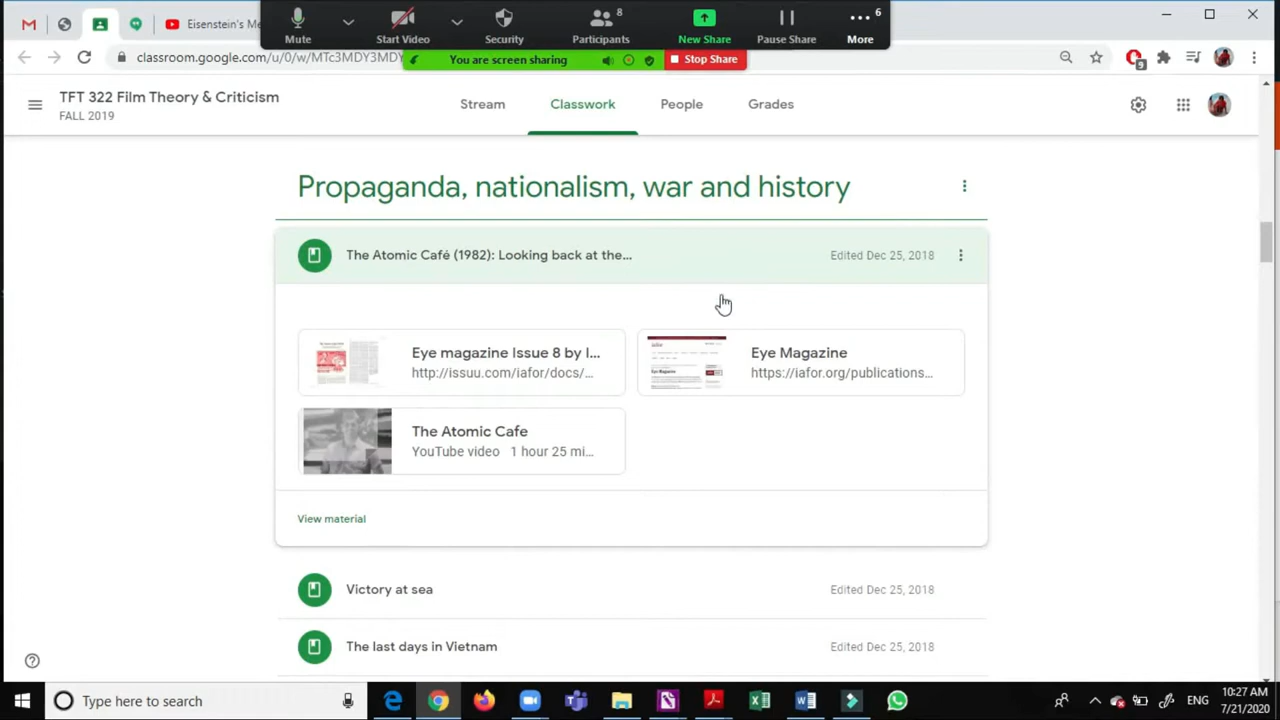 Eisenstein's Me
Mute
Start Video
Security
Participants
8
New Share
Pause Share
More
6
You are screen sharing
Stop Share
classroom.google.com/u/0/w/MTc3MDY3MDY
9
TFT 322 Film Theory & Criticism
FALL 2019
Stream
Classwork
People
Grades
Propaganda, nationalism, war and history
The Atomic Café (1982): Looking back at the...
Edited Dec 25, 2018
Eye magazine Issue 8 by I...
http://issuu.com/iafor/docs/...
Eye Magazine
https://iafor.org/publications...
The Atomic Cafe
YouTube video 1 hour 25 mi...
View material
Victory at sea
Edited Dec 25, 2018
The last days in Vietnam
Edited Dec 25, 2018
Type here to search
ENG
10:27 AM
7/21/2020